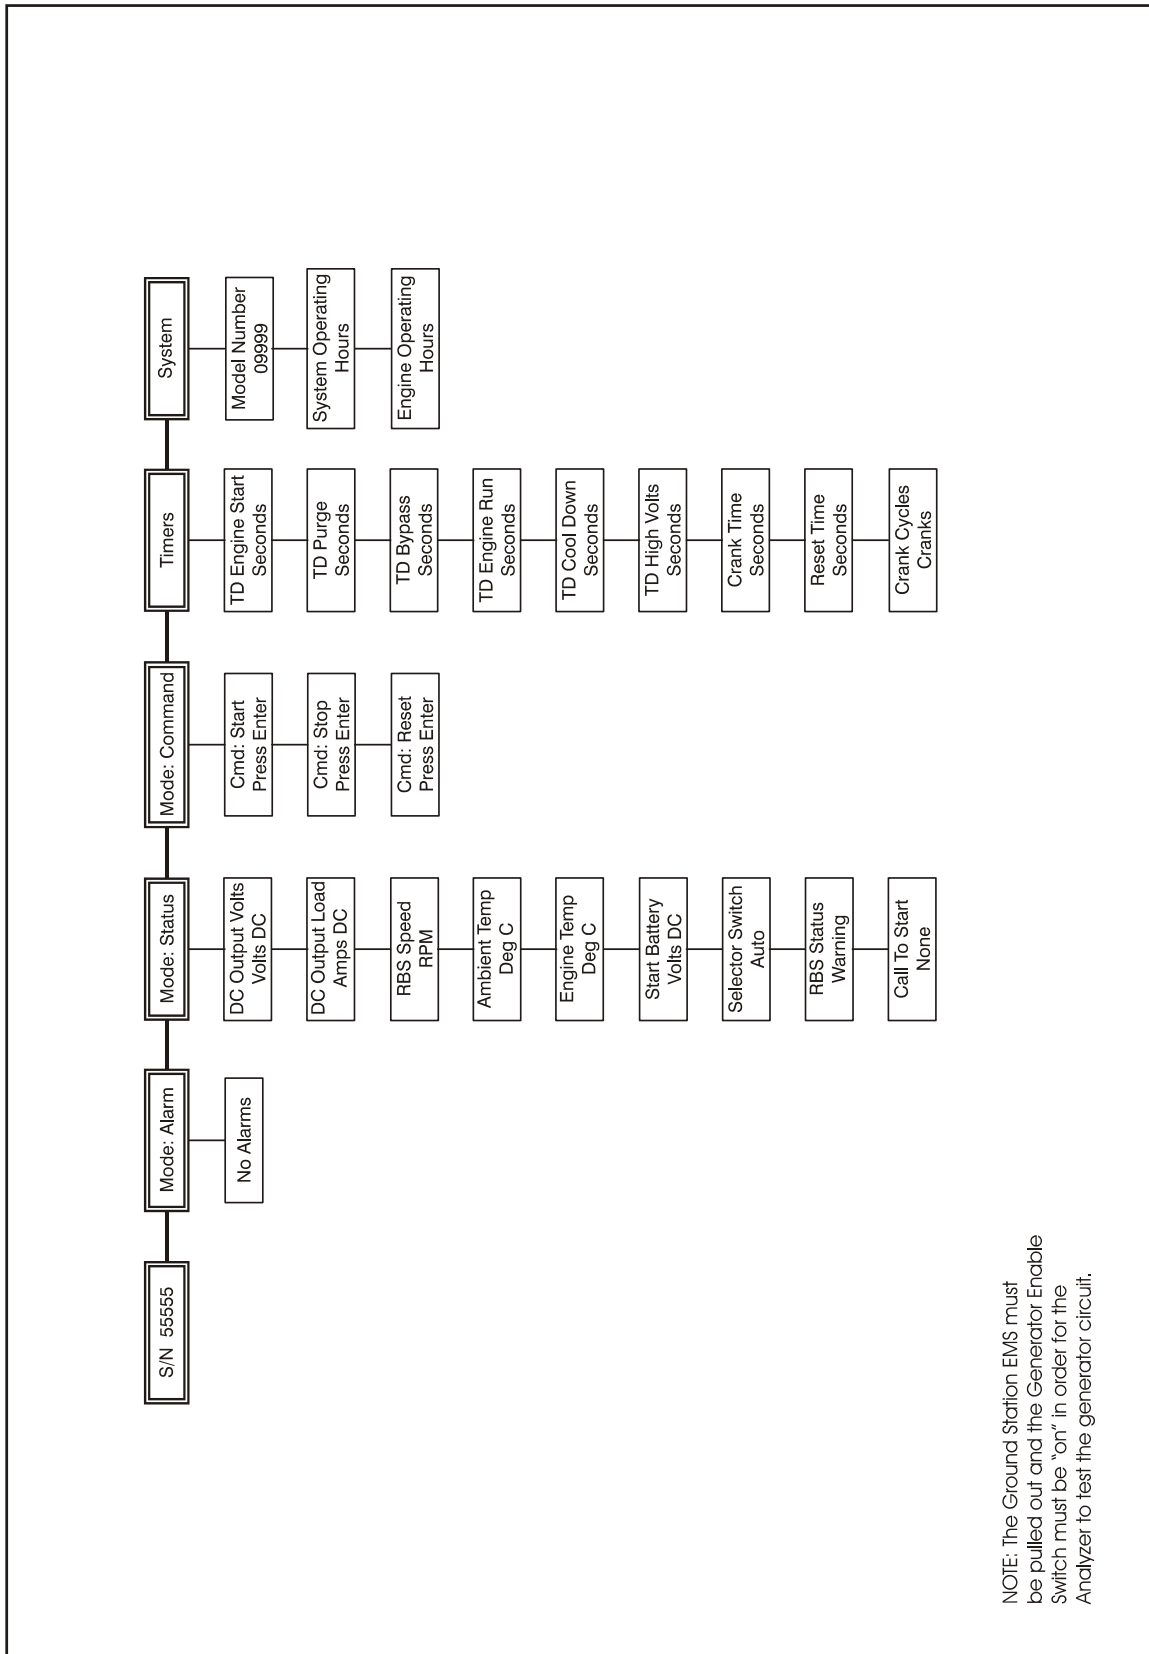 S/N 55555
Mode: Alarm
No Alarms
Mode: Status
DC Output Volts
Volts DC
DC Output Load
Amps DC
RBS Speed
RPM
Ambient Temp
Deg C
Engine Temp
Deg C
Start Battery
Volts DC
Selector Switch
Auto
RBS Status
Warning
Call To Start
None
Mode: Command
Cmd: Start
Press Enter
Cmd: Stop
Press Enter
Cmd: Reset
Press Enter
Timers
TD Engine Start
Seconds
TD Purge
Seconds
TD Bypass
Seconds
TD Engine Run
Seconds
TD Cool Down
Seconds
TD High Volts
Seconds
Crank Time
Seconds
Reset Time
Seconds
Crank Cycles
Cranks
System
Model Number
09999
System Operating
Hours
Engine Operating
Hours
NOTE: The Ground Station EMS must
be pulled out and the Generator Enable
Switch must be "on" in order for the
Analyzer to test the generator circuit.